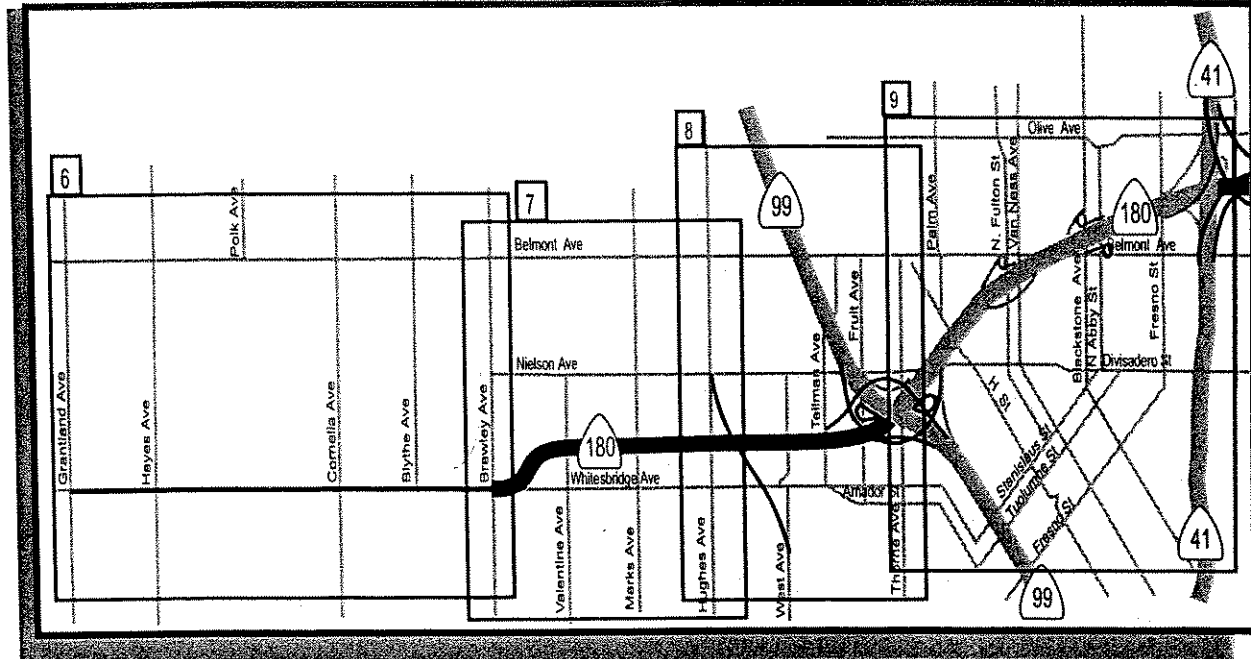 41
9
8
Olive Ave
6
7
99
Polk Ave
Palm Ave
N. Fulton St
Van Ness Ave
180
Belmont Ave
Belmont Ave
Fruit Ave
Blackstone Ave
N Abby St
Fresno St
Nielson Ave
Teilman Ave
Divisadero St
Grantland Ave
Hayes Ave
Cornelia Ave
Blythe Ave
Brawley Ave
180
H St
Whitesbridge Ave
Amador St
Stanislaus St
Tuolumne St
Fresno St
Valentine Ave
Marks Ave
Hughes Ave
West Ave
Thorne Ave
41
99